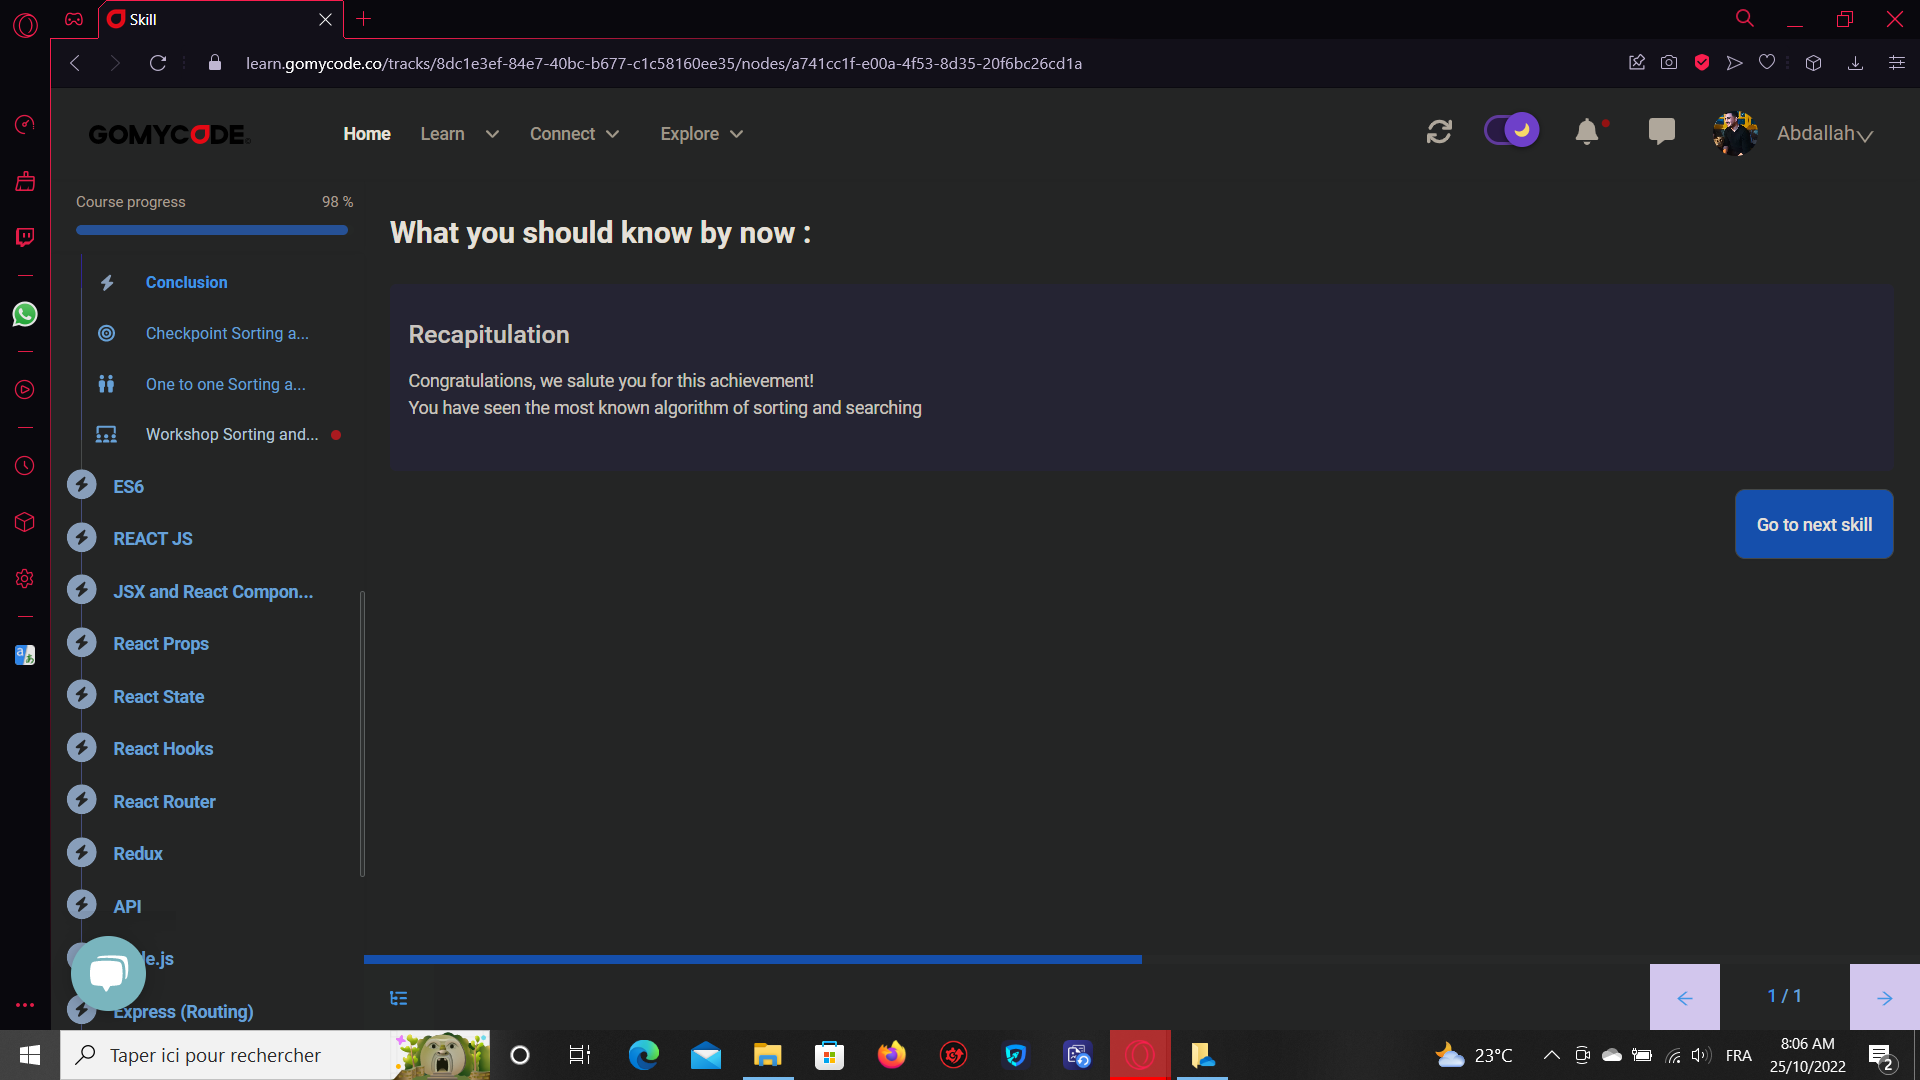 Skill
learn.gomycode.co/tracks/8dc1e3ef-84e7-40bc-b677-c1c58160ee35/nodes/a741cc1f-e00a-4f53-8d35-20f6bc26cd1a
GOMYCODE
Home
Learn
Connect
Explore
Abdallah
Course progress
98 %
Conclusion
Checkpoint Sorting a...
One to one Sorting a...
Workshop Sorting and...
ES6
REACT JS
JSX and React Compon...
React Props
React State
React Hooks
React Router
Redux
API
de.js
Express (Routing)
What you should know by now :
Recapitulation
Congratulations, we salute you for this achievement!
You have seen the most known algorithm of sorting and searching
Go to next skill
1 / 1
Taper ici pour rechercher
23°C
FRA
8:06 AM
25/10/2022
2